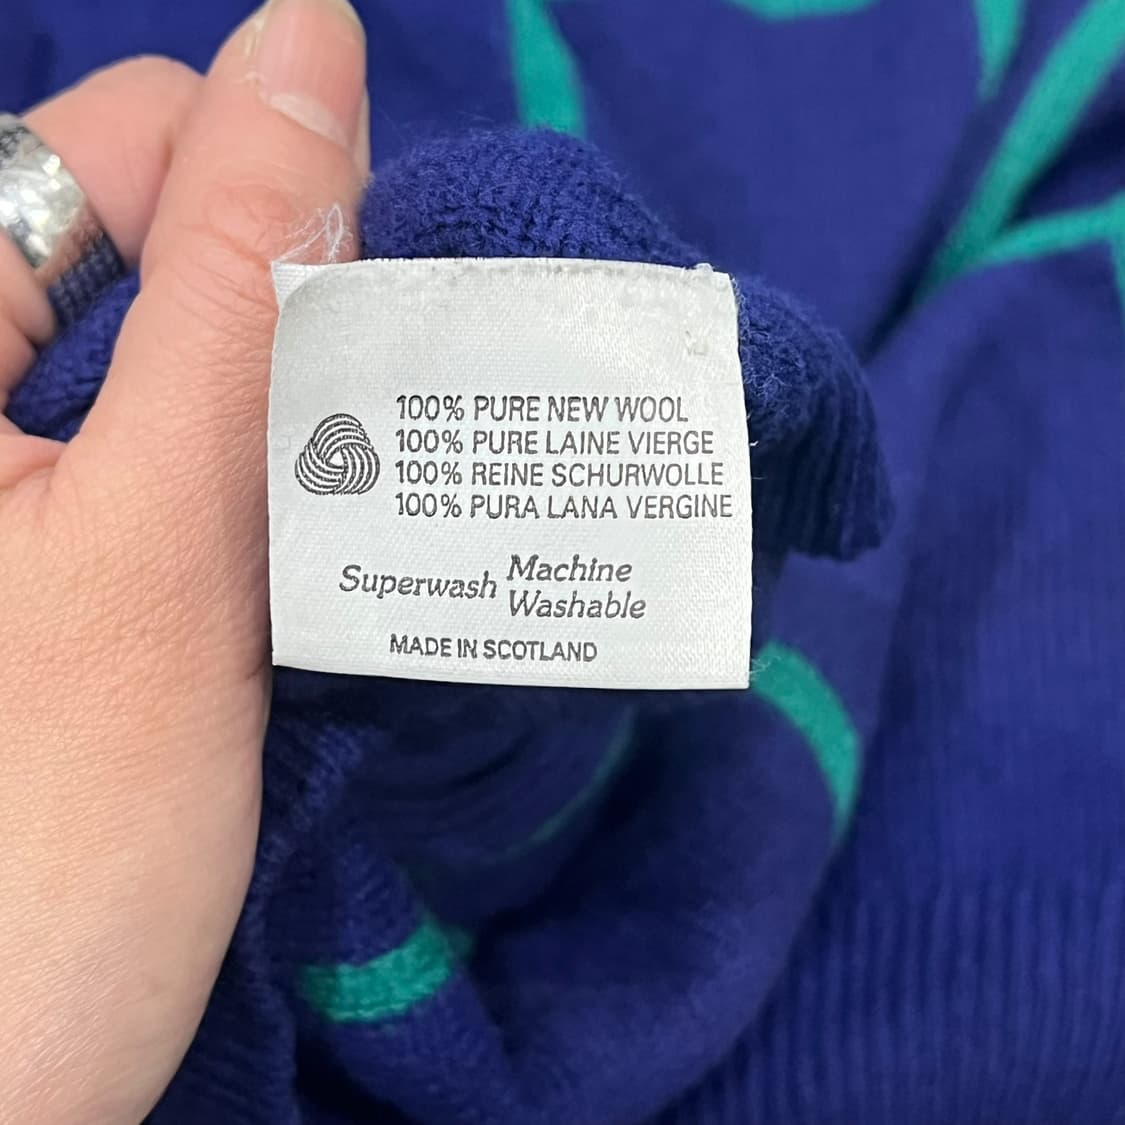 100% PURE NEW WOOL
100% PURE LAINE VIERGE
100% REINE SCHURWOLLE
100% PURA LANA VERGINE
Superwash Machine
Washable
MADE IN SCOTLAND